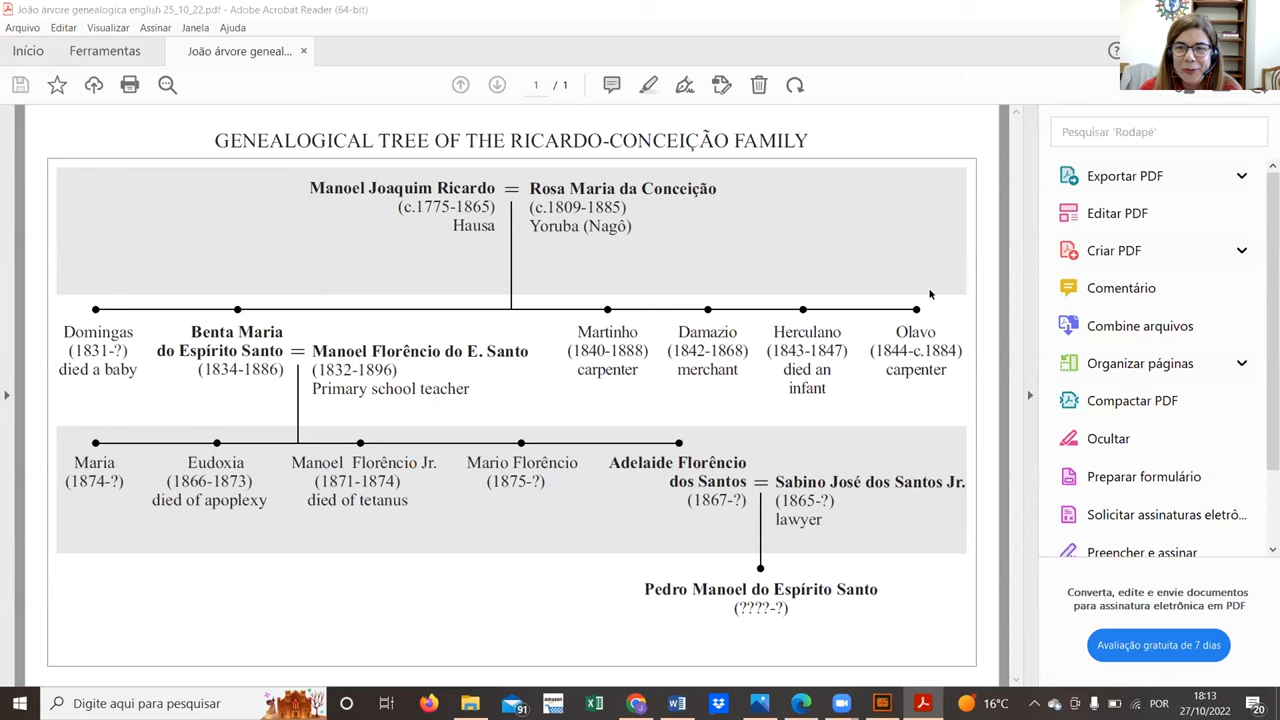 João árvore genealogica english 25_10_22.pdf - Adobe Acrobat Reader (64-bit)
Arquivo Editar Visualizar Assinar Janela Ajuda
Início Ferramentas João árvore geneal... ×
1 / 1
GENEALOGICAL TREE OF THE RICARDO-CONCEIÇÃO FAMILY
Manoel Joaquim Ricardo = Rosa Maria da Conceição
(c.1775-1865) (c.1809-1885)
Hausa Yoruba (Nagô)
Domingas Benta Maria Martinho Damazio Herculano Olavo
(1831-?) do Espírito Santo = Manoel Florêncio do E. Santo (1840-1888) (1842-1868) (1843-1847) (1844-c.1884)
died a baby (1834-1886) (1832-1896) carpenter merchant died an carpenter
Primary school teacher infant
Maria Eudoxia Manoel Florêncio Jr. Mario Florêncio Adelaide Florêncio
(1874-?) (1866-1873) (1871-1874) (1875-?) dos Santos = Sabino José dos Santos Jr.
died of apoplexy died of tetanus (1867-?) (1865-?)
lawyer
Pedro Manoel do Espírito Santo
(????-?)
Pesquisar 'Rodapé'
Exportar PDF
Editar PDF
Criar PDF
Comentário
Combine arquivos
Organizar páginas
Compactar PDF
Ocultar
Preparar formulário
Solicitar assinaturas eletrô...
Preencher e assinar
Converta, edite e envie documentos
para assinatura eletrônica em PDF
Avaliação gratuita de 7 dias
Digite aqui para pesquisar 91 amazon 16°C POR 18:13
27/10/2022 20